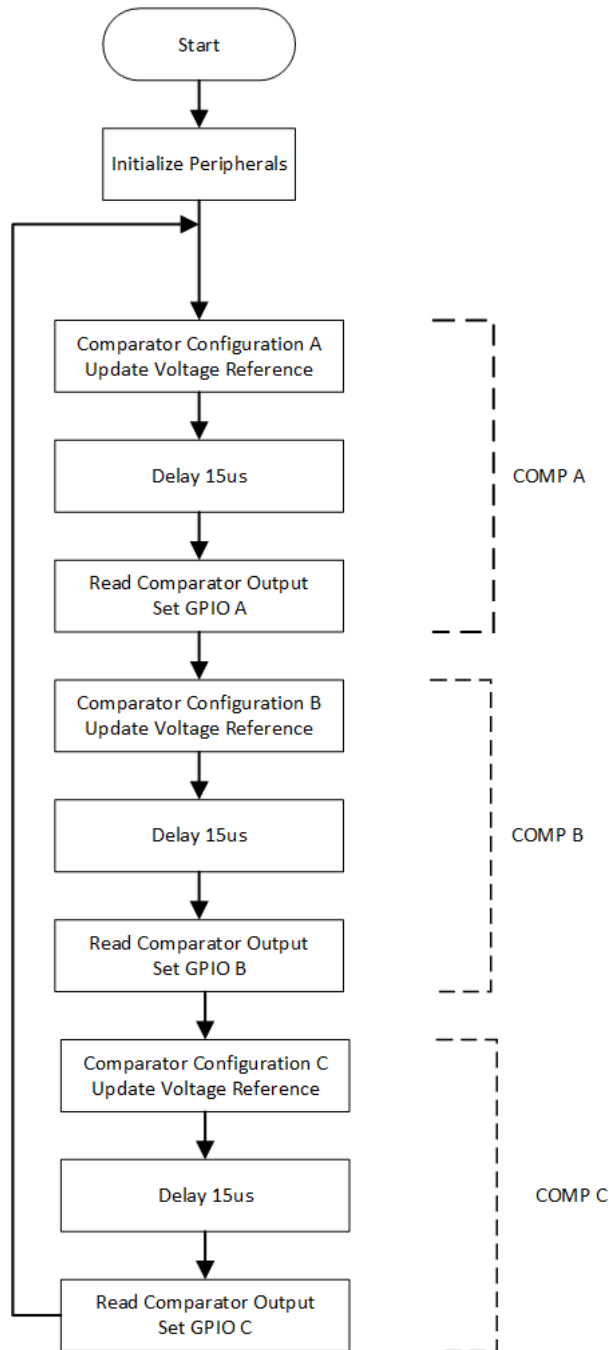 Start
Initialize Peripherals
Comparator Configuration A
Update Voltage Reference
Delay 15us
COMP A
Read Comparator Output
Set GPIO A
Comparator Configuration B
Update Voltage Reference
Delay 15us
COMP B
Read Comparator Output
Set GPIO B
Comparator Configuration C
Update Voltage Reference
Delay 15us
COMP C
Read Comparator Output
Set GPIO C